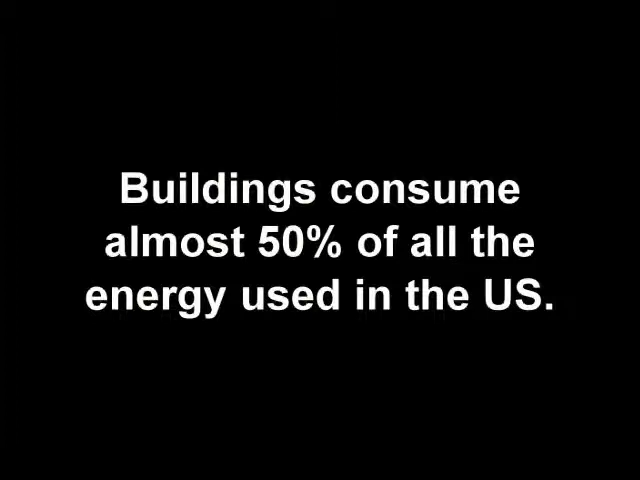 Buildings consume
almost 50% of all the
energy used in the US.